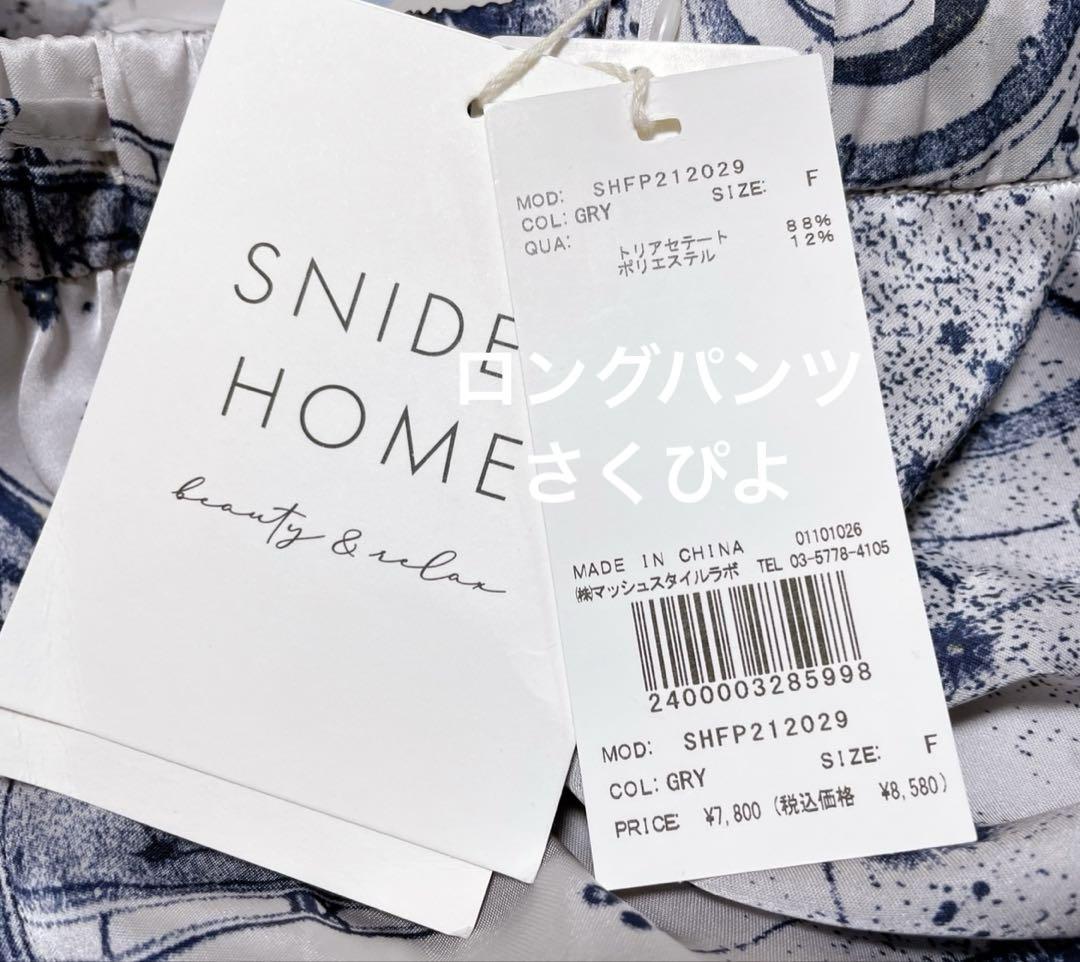 SNIDE
HOME
beauty & relax
MOD: SHFP212029
COL: GRY SIZE: F
QUA: トリアセテート 88%
ポリエステル 12%
ロングパンツ
さくぴよ
01101026
MADE IN CHINA
㈱マッシュスタイルラボ TEL 03-5778-4105
2400003285998
MOD: SHFP212029
COL: GRY SIZE: F
PRICE: ¥7,800 (税込価格 ¥8,580)